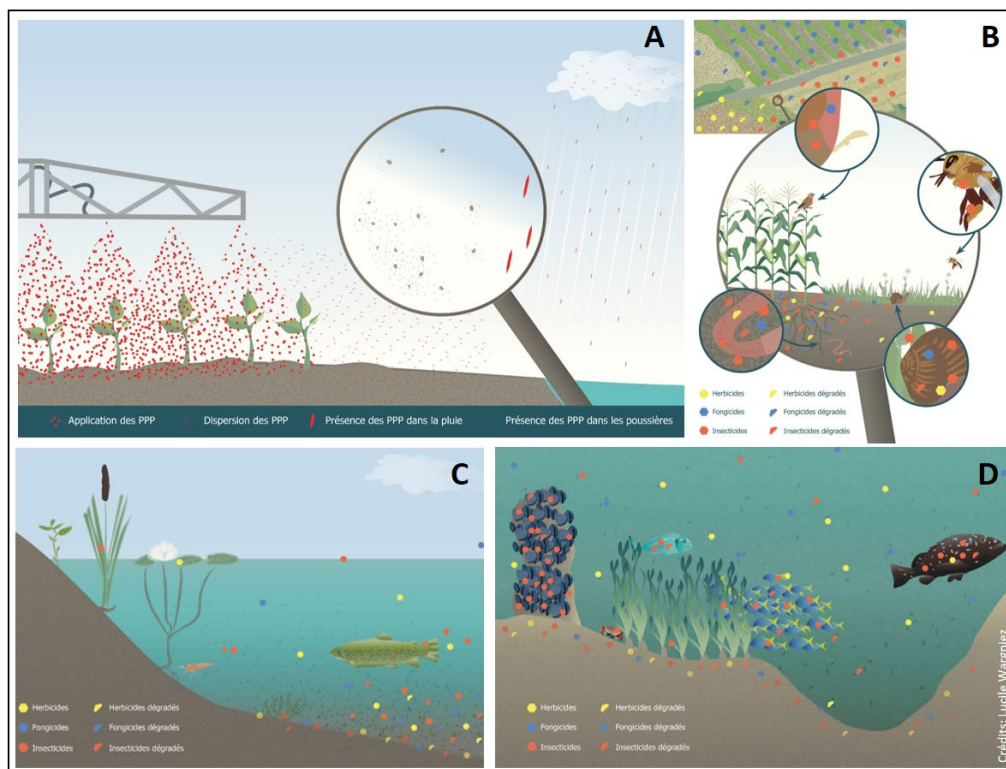 A
Application des PPP
Dispersion des PPP
Présence des PPP dans la pluie
Présence des PPP dans les poussières
B
Herbicides
Herbicides dégradés
Fongicides
Fongicides dégradés
Insecticides
Insecticides dégradés
C
Herbicides
Herbicides dégradés
Fongicides
Fongicides dégradés
Insecticides
Insecticides dégradés
D
Herbicides
Herbicides dégradés
Fongicides
Fongicides dégradés
Insecticides
Insecticides dégradés
Crédits: Lucile Wargniez